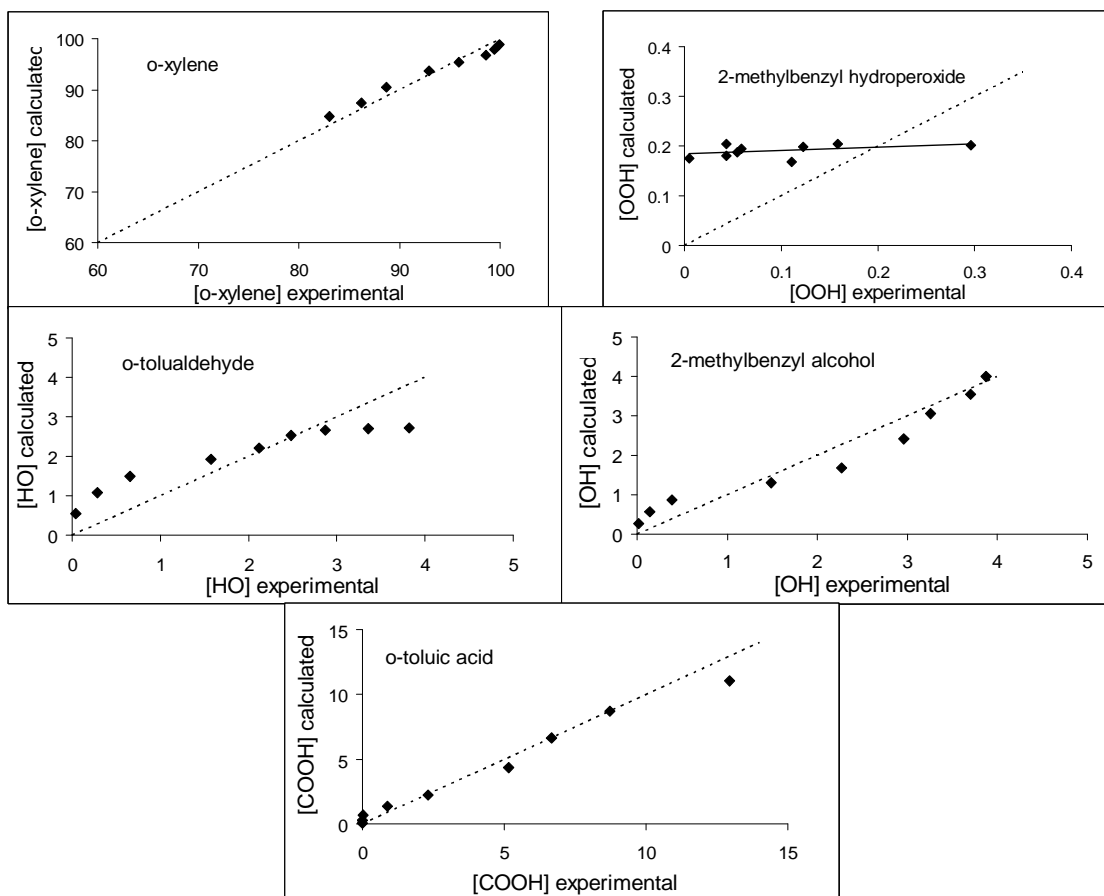 100
o-xylene
90
80
70
60
60 70 80 90 100
[o-xylene] calculated
[o-xylene] experimental
0.4
2-methylbenzyl hydroperoxide
0.3
0.2
0.1
0
0 0.1 0.2 0.3 0.4
[OOH] calculated
[OOH] experimental
5
o-tolualdehyde
4
3
2
1
0
0 1 2 3 4 5
[HO] calculated
[HO] experimental
5
2-methylbenzyl alcohol
4
3
2
1
0
0 1 2 3 4 5
[OH] calculated
[OH] experimental
15
o-toluic acid
10
5
0
0 5 10 15
[COOH] calculated
[COOH] experimental